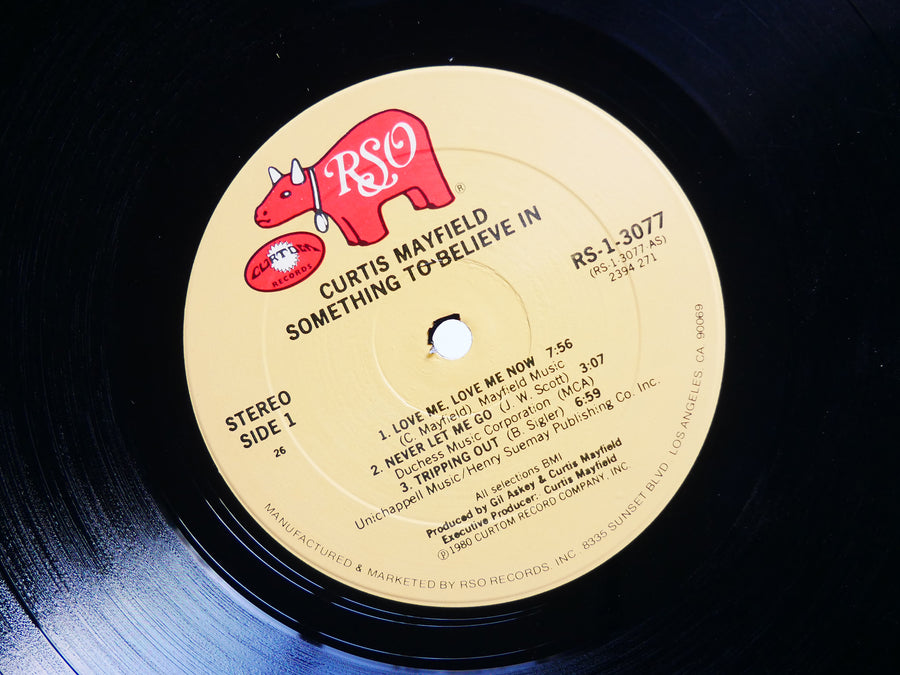 RSO
®
CURTOM
RECORDS
CURTIS MAYFIELD
SOMETHING TO BELIEVE IN
RS-1-3077
(RS-1-3077-AS)
2394 271
STEREO
SIDE 1
26
1. LOVE ME, LOVE ME NOW 7:56
(C. Mayfield) Mayfield Music
2. NEVER LET ME GO (J. W. Scott) 3:07
Duchess Music Corporation (MCA)
3. TRIPPING OUT (B. Sigler) 6:59
Unichappell Music/Henry Suemay Publishing Co. Inc.
All selections BMI
Produced by Gil Askey & Curtis Mayfield
Executive Producer: Curtis Mayfield
℗1980 CURTOM RECORD COMPANY, INC.
MANUFACTURED & MARKETED BY RSO RECORDS, INC. 8335 SUNSET BLVD. LOS ANGELES CA 90069